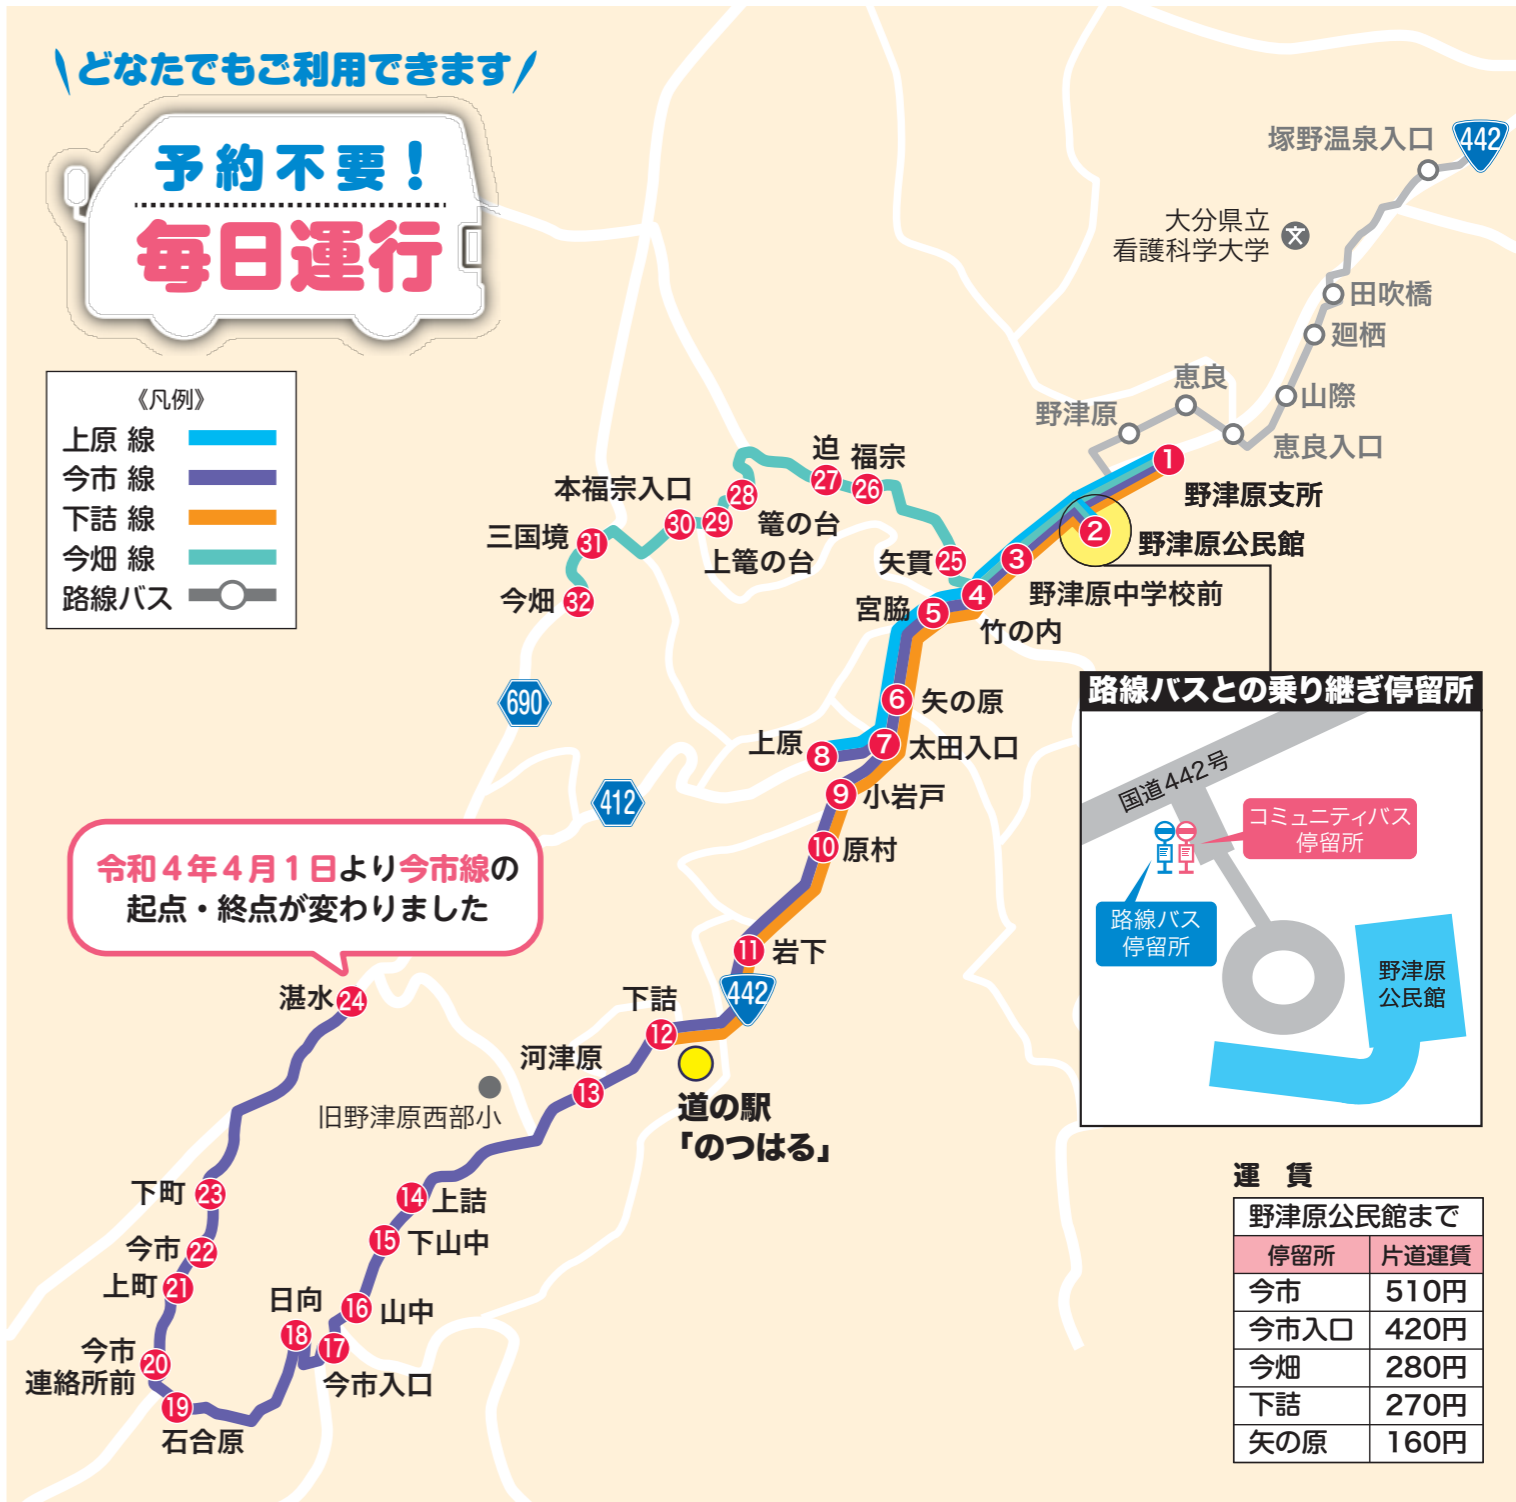 どなたでもご利用できます
予約不要！
毎日運行
《凡例》
上原 線
今市 線
下詰 線
今畑 線
路線バス
442
塚野温泉入口
大分県立
看護科学大学
文
田吹橋
廻栖
山際
恵良入口
恵良
野津原
1
野津原支所
2
野津原公民館
3
野津原中学校前
4
竹の内
5
宮脇
6
矢の原
7
太田入口
8
上原
9
小岩戸
10
原村
11
岩下
442
12
下詰
道の駅
「のつはる」
13
河津原
旧野津原西部小
14
上詰
15
下山中
16
山中
17
今市入口
18
日向
19
石合原
20
今市
連絡所前
21
上町
22
今市
23
下町
24
湛水
25
矢貫
26
福宗
27
迫
28
篭の台
29
上篭の台
30
本福宗入口
31
三国境
32
今畑
690
412
令和４年４月１日より今市線の
起点・終点が変わりました
路線バスとの乗り継ぎ停留所
国道442号
コミュニティバス
停留所
路線バス
停留所
野津原
公民館
運　賃
野津原公民館まで
停留所 片道運賃
今市 510円
今市入口 420円
今畑 280円
下詰 270円
矢の原 160円